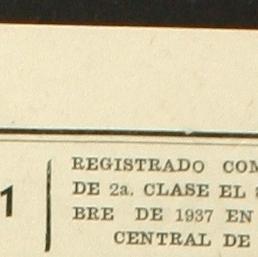 REGISTRADO COM
DE 2a. CLASE EL
BRE DE 1937 EN
CENTRAL DE
1